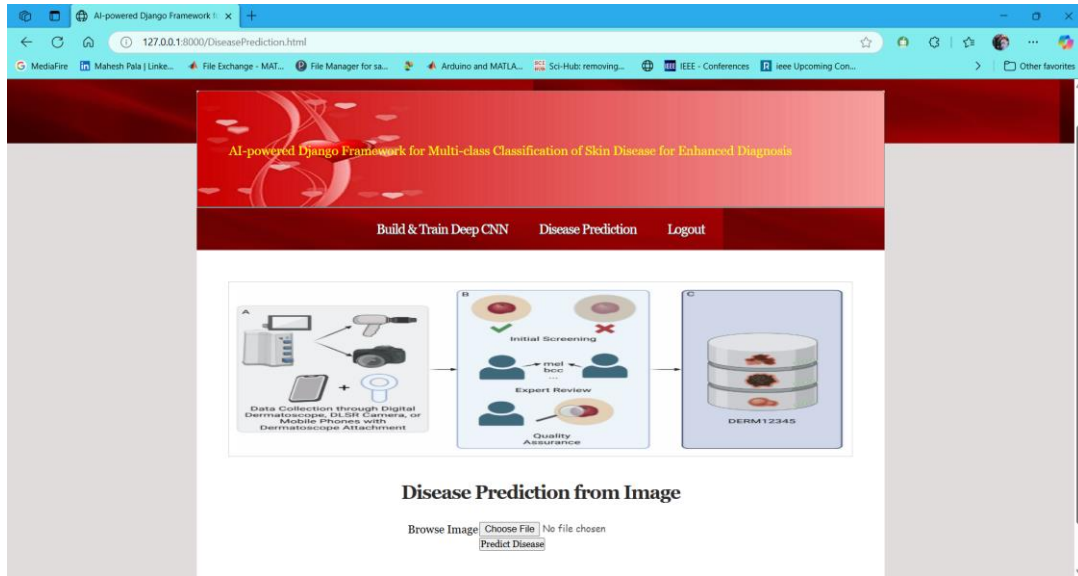 AI-powered Django Framework fo
127.0.0.1:8000/DiseasePrediction.html
MediaFire
Mahesh Pala | Linke...
File Exchange - MAT...
File Manager for sa...
Arduino and MATLA...
Sci-Hub: removing...
IEEE - Conferences
ieee Upcoming Con...
Other favorites
AI-powered Django Framework for Multi-class Classification of Skin Disease for Enhanced Diagnosis
Build & Train Deep CNN Disease Prediction Logout
A
Data Collection through Digital
Dermatoscope, DLSR Camera, or
Mobile Phones with
Dermatoscope Attachment
B
Initial Screening
mel
bcc
...
Expert Review
Quality
Assurance
C
DERM12345
Disease Prediction from Image
Browse Image Choose File No file chosen
Predict Disease